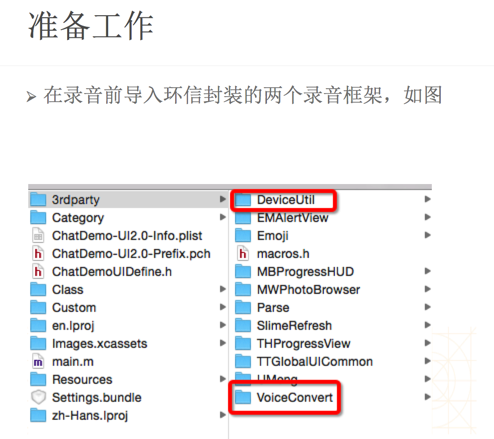 准备工作
在录音前导入环信封装的两个录音框架，如图
3rdparty
Category
ChatDemo-UI2.0-Info.plist
ChatDemo-UI2.0-Prefix.pch
ChatDemoUIDefine.h
Class
Custom
en.lproj
Images.xcassets
main.m
Resources
Settings.bundle
zh-Hans.lproj
DeviceUtil
EMAlertView
Emoji
macros.h
MBProgressHUD
MWPhotoBrowser
Parse
SlimeRefresh
THProgressView
TTGlobalUICommon
UMeng
VoiceConvert